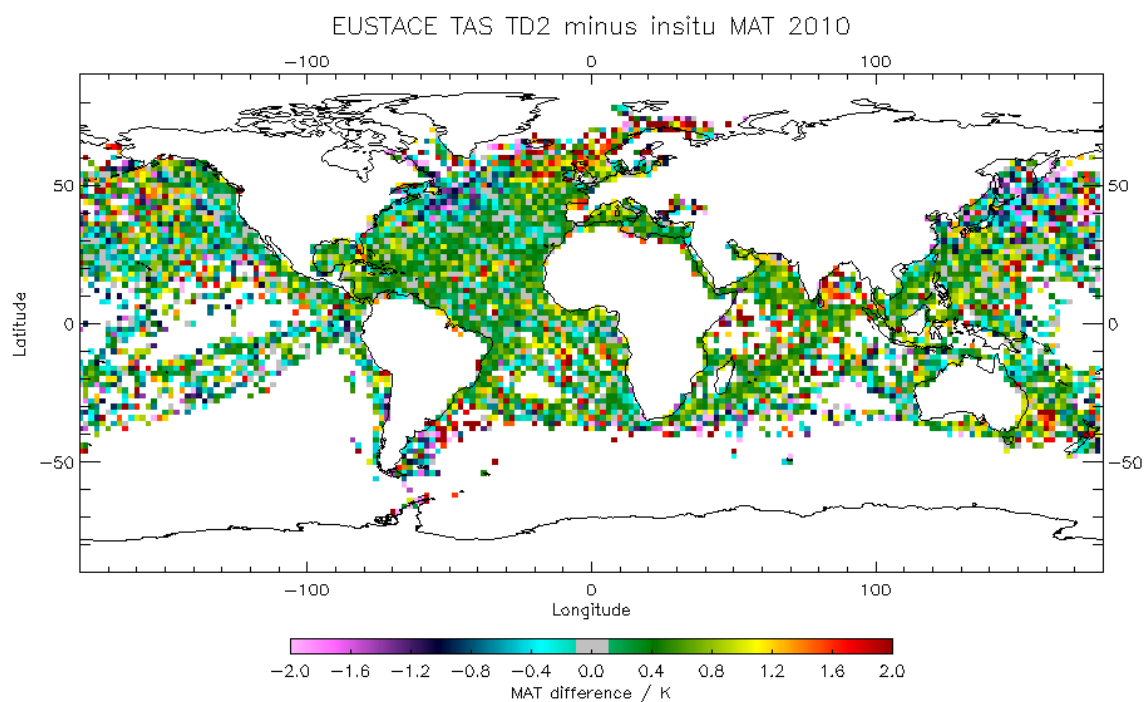 EUSTACE TAS TD2 minus insitu MAT 2010
−100 0 100
50 50
Latitude
0 0
−50 −50
−100 0 100
Longitude
−2.0 −1.6 −1.2 −0.8 −0.4 0.0 0.4 0.8 1.2 1.6 2.0
MAT difference / K